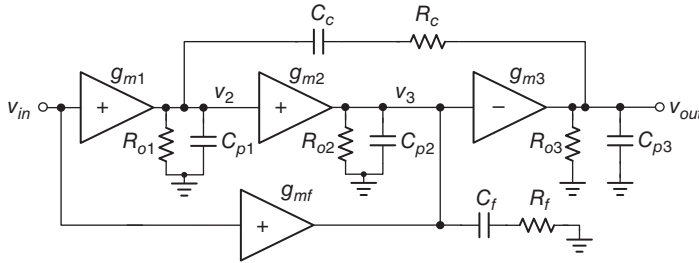 C_c R_c
g_m1 g_m2 g_m3
v_in + v_2 + v_3 − v_out
R_o1 C_p1 R_o2 C_p2 R_o3 C_p3
g_mf
+ C_f R_f